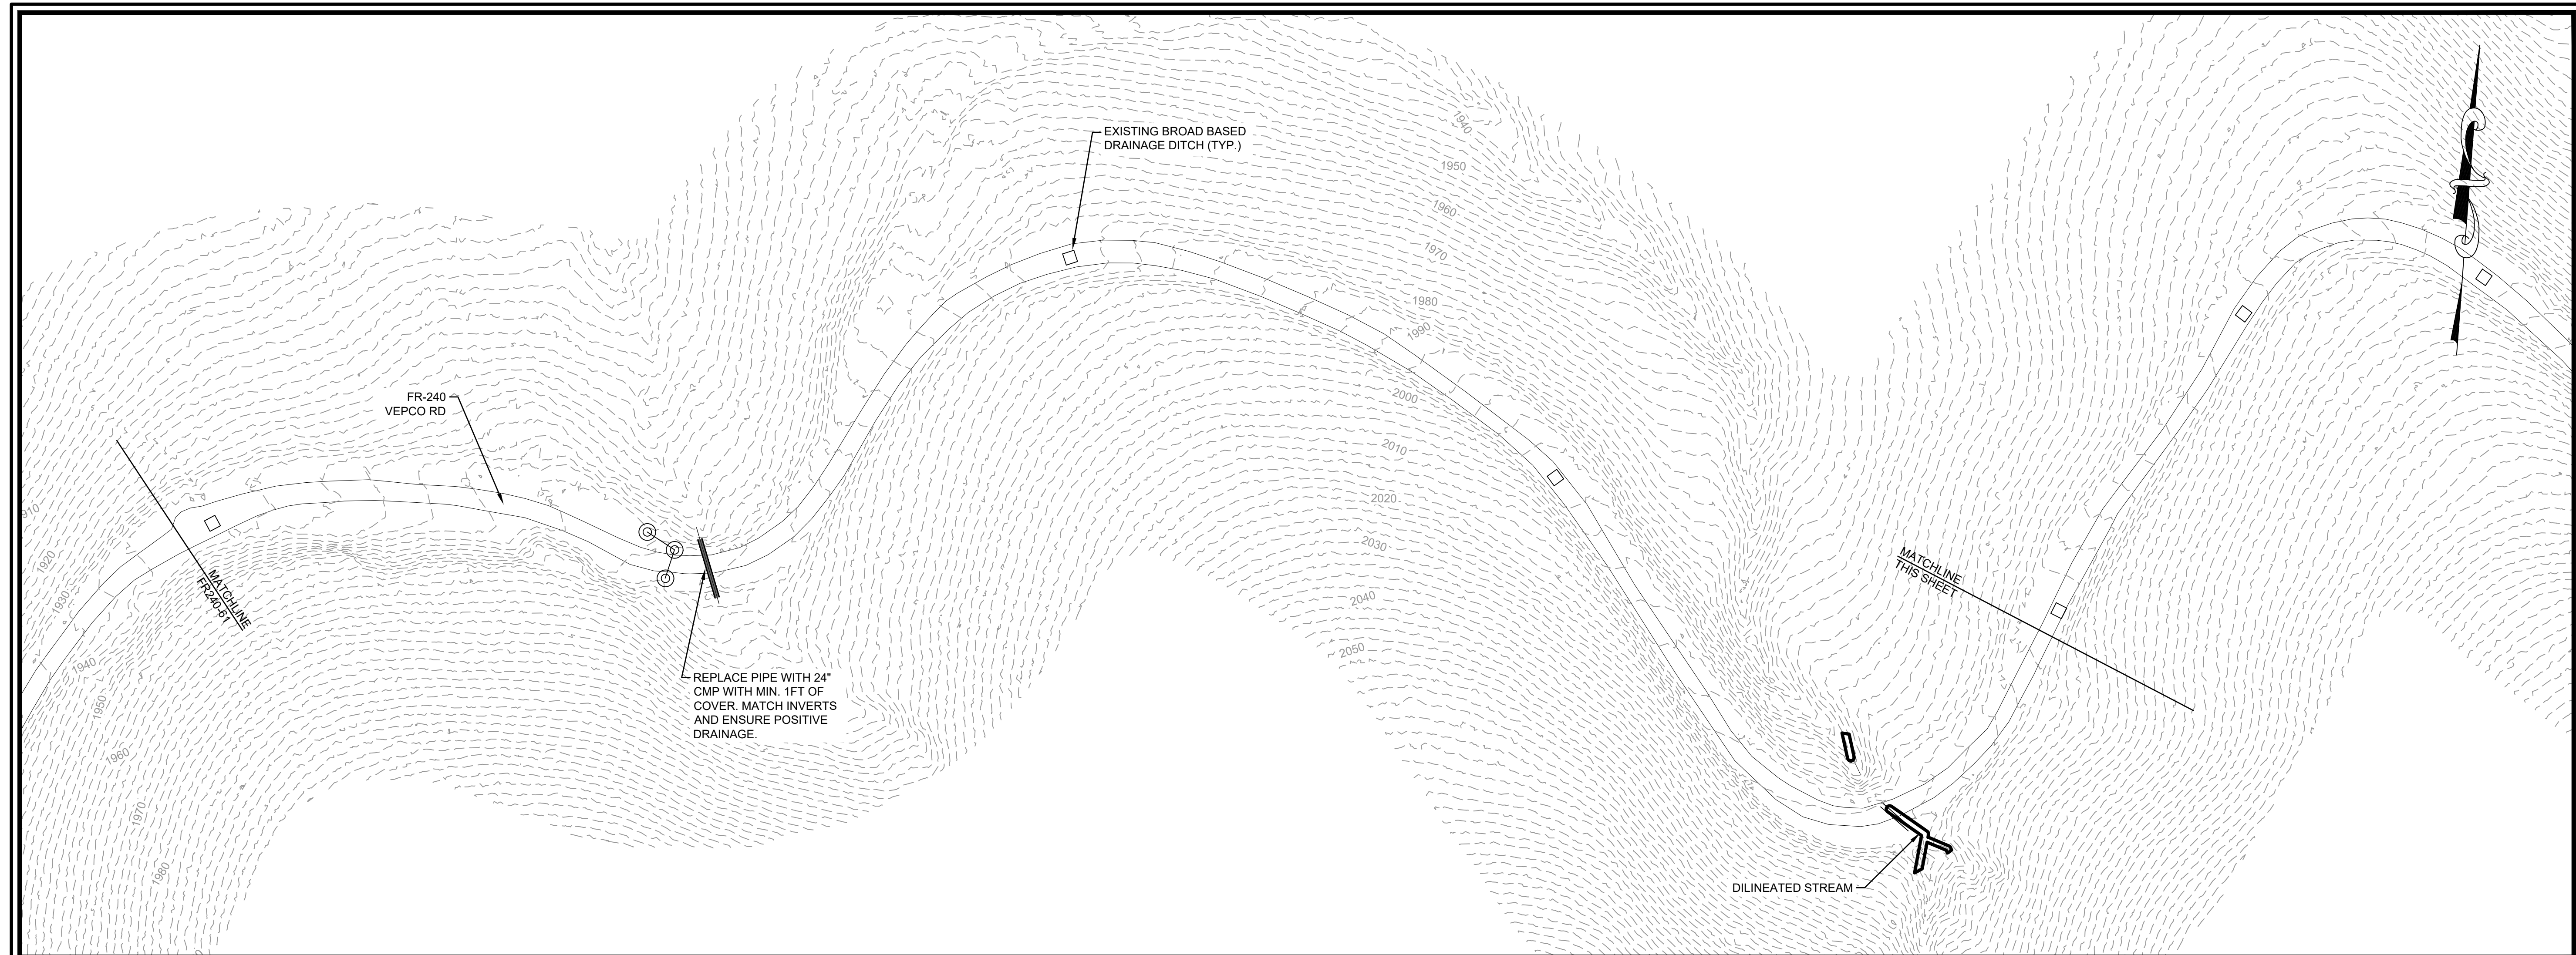 EXISTING BROAD BASED
DRAINAGE DITCH (TYP.)
1940
1950
1960
1970
1980
1990
2000
2010
2020
2030
2040
2050
FR-240
VEPCO RD
1910
1920
1930
1940
1950
1960
1970
1980
MATCHLINE
FR240-61
REPLACE PIPE WITH 24"
CMP WITH MIN. 1FT OF
COVER. MATCH INVERTS
AND ENSURE POSITIVE
DRAINAGE.
MATCHLINE
THIS SHEET
DILINEATED STREAM